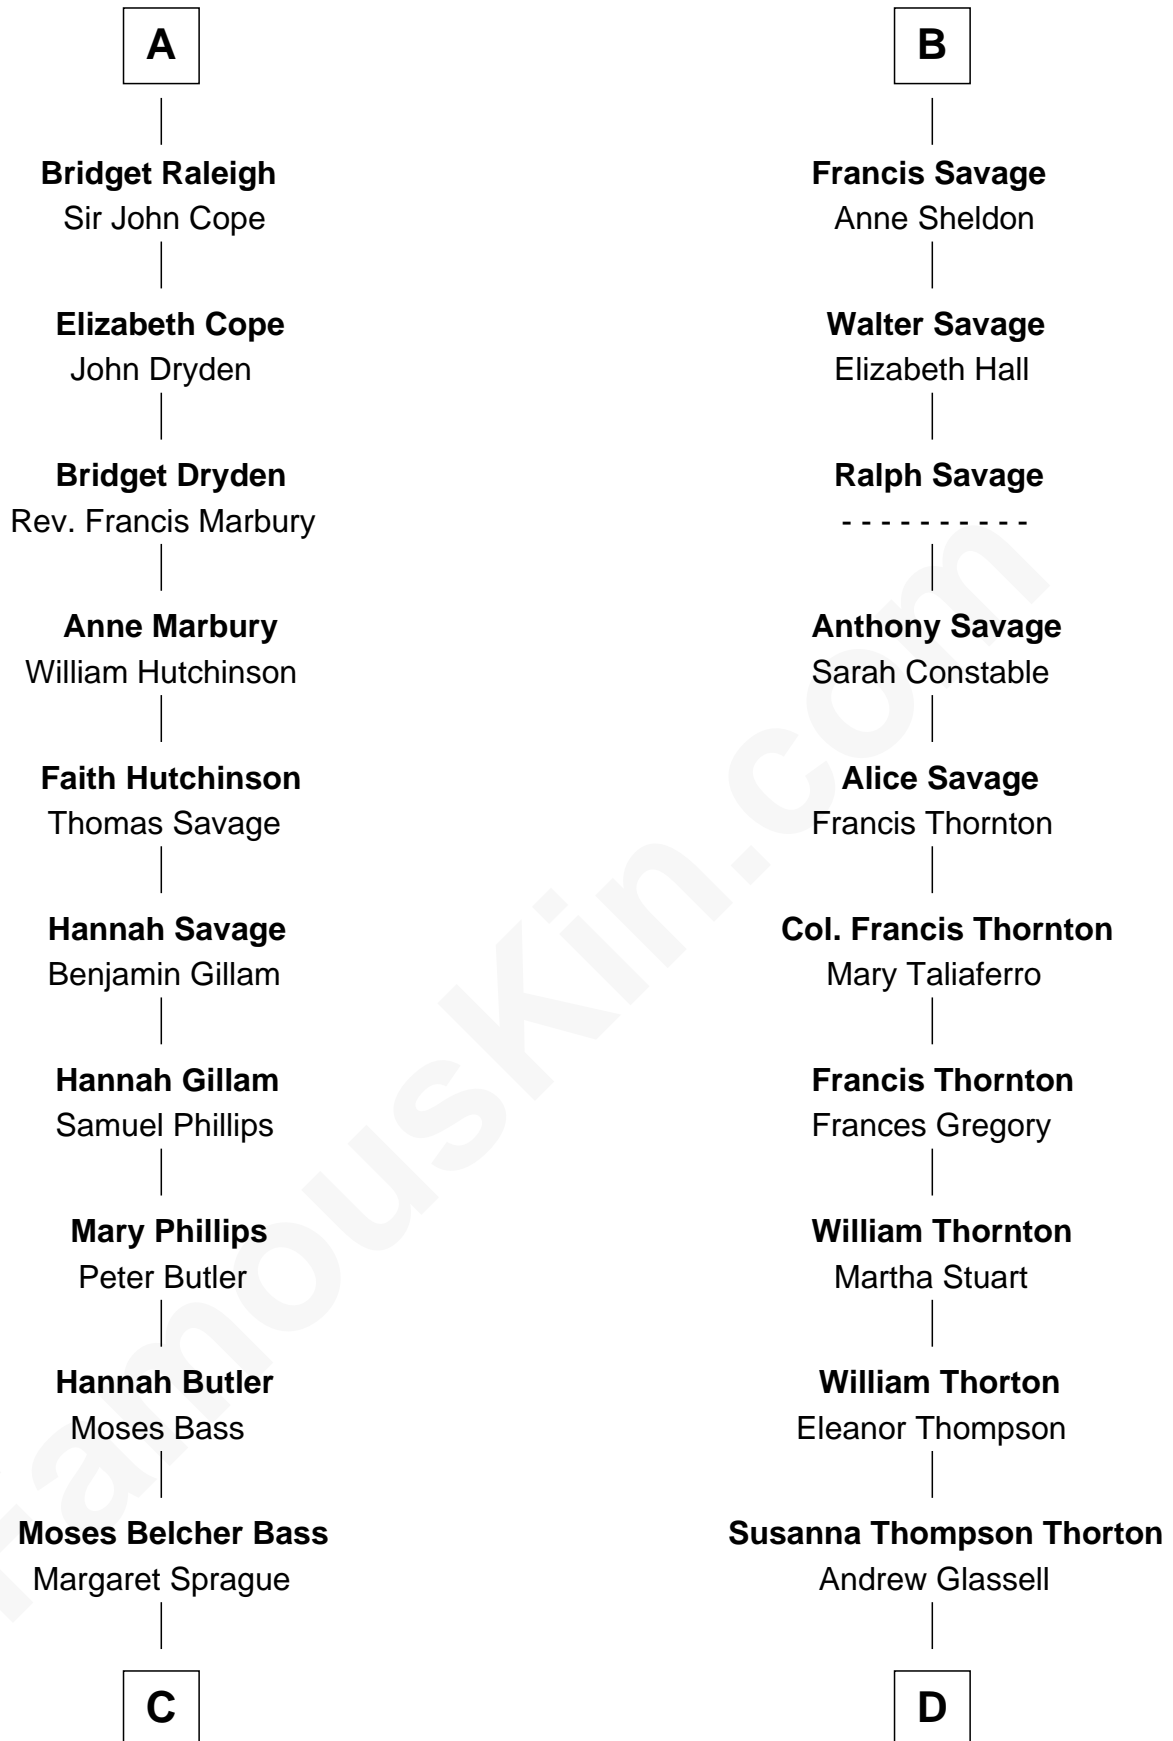 A
Bridget Raleigh
Sir John Cope
Elizabeth Cope
John Dryden
Bridget Dryden
Rev. Francis Marbury
Anne Marbury
William Hutchinson
Faith Hutchinson
Thomas Savage
Hannah Savage
Benjamin Gillam
Hannah Gillam
Samuel Phillips
Mary Phillips
Peter Butler
Hannah Butler
Moses Bass
Moses Belcher Bass
Margaret Sprague
C
B
Francis Savage
Anne Sheldon
Walter Savage
Elizabeth Hall
Ralph Savage
- - - - - - - - - -
Anthony Savage
Sarah Constable
Alice Savage
Francis Thornton
Col. Francis Thornton
Mary Taliaferro
Francis Thornton
Frances Gregory
William Thornton
Martha Stuart
William Thorton
Eleanor Thompson
Susanna Thompson Thorton
Andrew Glassell
D
FamousKin.com